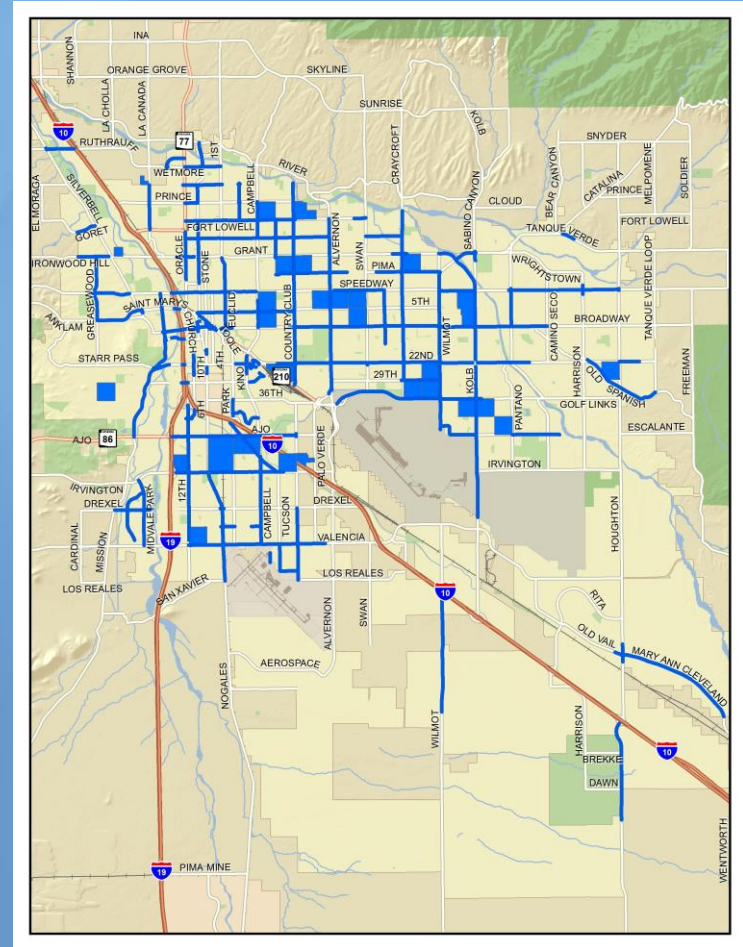 INA
SHANNON
ORANGE GROVE
SKYLINE
LA CHOLLA
LA CANADA
SUNRISE
KOLB
10
77
RUTHRAUFF
1ST
CRAYCROFT
SNYDER
WETMORE
RIVER
SABINO CANYON
BEAR CANYON
CATALINA
MELPOMENE
SOLDIER
EL MORAGA
SILVERBELL
PRINCE
CAMPBELL
CLOUD
PRINCE
GORET
FORT LOWELL
ALVERNON
TANQUE VERDE
FORT LOWELL
ORACLE
STONE
GRANT
SWAN
IRONWOOD HILL
PIMA
WRIGHTSTOWN
SPEEDWAY
TANQUE VERDE LOOP
GREASEWOOD
SAINT MARYS
EUCLID
COUNTRY CLUB
5TH
WILMOT
CAMINO SECO
BROADWAY
ANKLAM
CHURCH
TOOLE
HARRISON
STARR PASS
10TH
4TH
KINO
210
22ND
29TH
KOLB
OLD SPANISH
FREEMAN
6TH
PARK
36TH
PANTANO
GOLF LINKS
ESCALANTE
AJO
86
AJO
10
PALO VERDE
IRVINGTON
IRVINGTON
DREXEL
MIDVALE PARK
12TH
CAMPBELL
TUCSON
DREXEL
CARDINAL
MISSION
19
VALENCIA
HOUGHTON
LOS REALES
SAN XAVIER
LOS REALES
10
RITA
ALVERNON
SWAN
OLD VAIL
MARY ANN CLEVELAND
AEROSPACE
NOGALES
WILMOT
HARRISON
10
BREKKE
DAWN
19
PIMA MINE
WENTWORTH